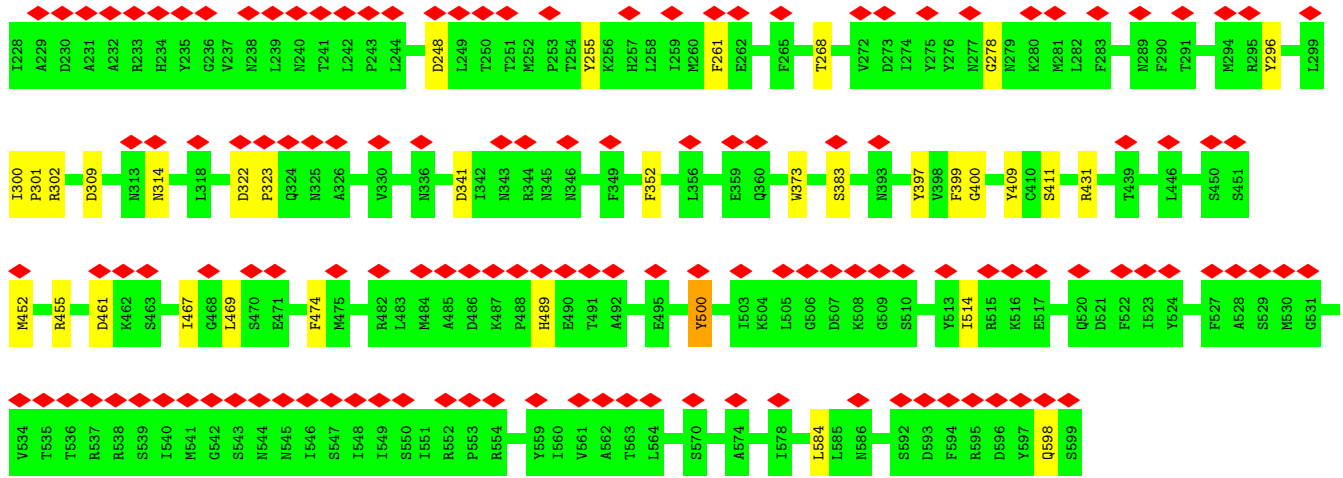 I228 A229 D230 A231 A232 R233 H234 Y235 G236 V237 N238 L239 N240 T241 L242 P243 L244 D248 L249 T250 T251 M252 P253 T254 Y255 K256 H257 L258 I259 M260 F261 E262 F265 T268 V272 D273 I274 Y275 Y276 N277 G278 N279 K280 M281 L282 F283 N289 F290 T291 M294 R295 Y296 L299
I300 P301 R302 D309 N313 N314 L318 D322 P323 Q324 N325 A326 V330 N336 D341 I342 N343 R344 N345 N346 F349 F352 L356 E359 Q360 W373 S383 N393 Y397 V398 F399 G400 Y409 C410 S411 R431 T439 L446 S450 S451
M452 R455 D461 K462 S463 I467 G468 L469 S470 E471 F474 M475 R482 L483 M484 A485 D486 K487 P488 H489 E490 T491 A492 E495 Y500 I503 K504 L505 G506 D507 K508 G509 S510 Y513 I514 R515 K516 E517 Q520 D521 F522 I523 Y524 F527 A528 S529 M530 G531
V534 T535 T536 R537 R538 S539 I540 M541 G542 S543 N544 N545 I546 S547 I548 I549 S550 I551 R552 P553 R554 Y559 I560 V561 A562 T563 L564 S570 A574 I578 L584 L585 N586 S592 D593 F594 R595 D596 Y597 Q598 S599